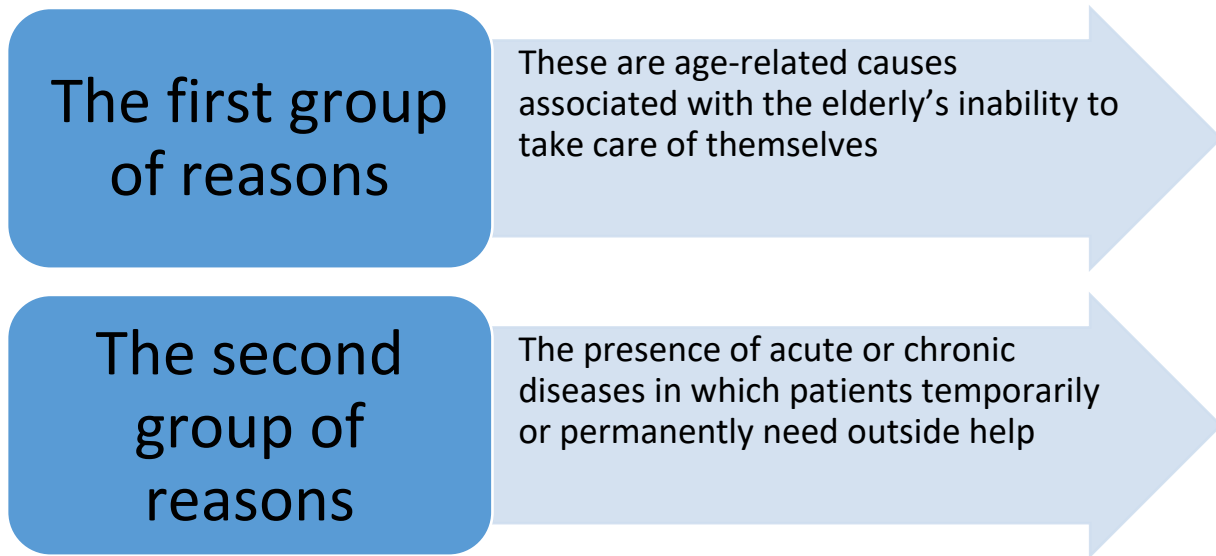 The first group
of reasons
These are age-related causes
associated with the elderly’s inability to
take care of themselves
The second
group of
reasons
The presence of acute or chronic
diseases in which patients temporarily
or permanently need outside help